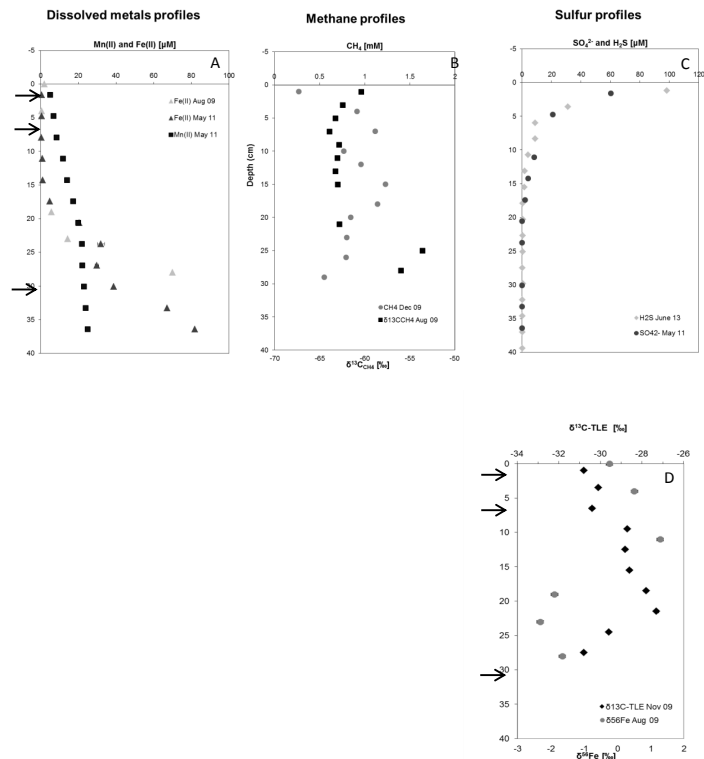 Dissolved metals profiles
Mn(II) and Fe(II) [µM]
0 20 40 60 80 100
-5
0
5
10
15
20
25
30
35
40
A
Fe(II) Aug 09
Fe(II) May 11
Mn(II) May 11
Methane profiles
CH₄ [mM]
0 0.4 0.8 1.2 1.6 2
B
Depth (cm)
-5
0
5
10
15
20
25
30
35
40
CH4 Dec 09
δ13CCH4 Aug 09
-70 -65 -60 -55 -50
δ¹³C_CH4 [‰]
Sulfur profiles
SO₄²⁻ and H₂S [µM]
0 20 40 60 80 100 120
-5
0
5
10
15
20
25
30
35
40
C
H2S June 13
SO42- May 11
δ¹³C-TLE [‰]
-34 -32 -30 -28 -26
0
5
10
15
20
25
30
35
40
D
δ13C-TLE Nov 09
δ56Fe Aug 09
-3 -2 -1 0 1 2
δ⁵⁶Fe [‰]